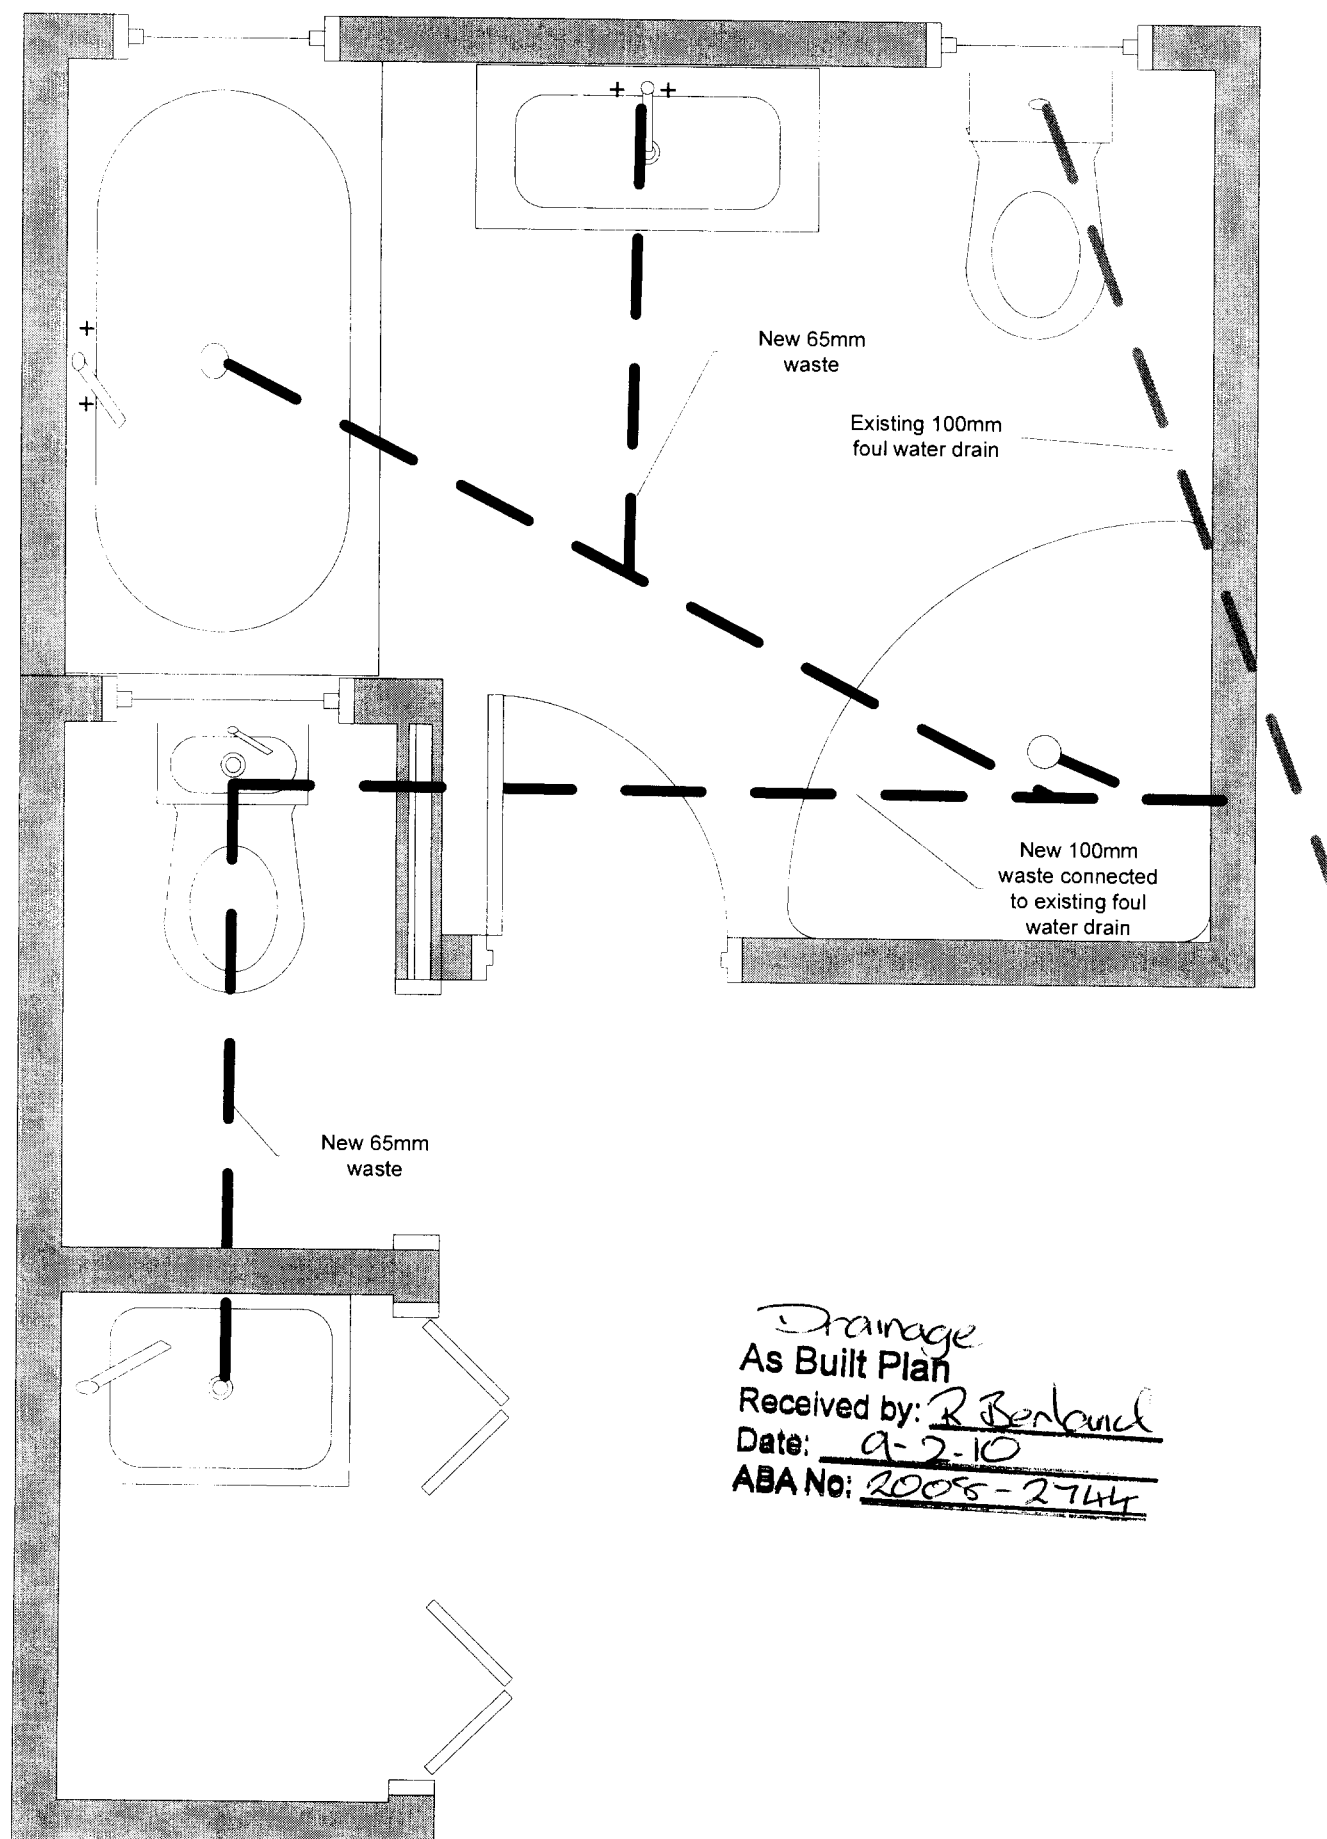 New 65mm
waste
Existing 100mm
foul water drain
New 100mm
waste connected
to existing foul
water drain
New 65mm
waste
Drainage
As Built Plan
Received by: R
Date: 9-2-10
ABA No: 2008-2744